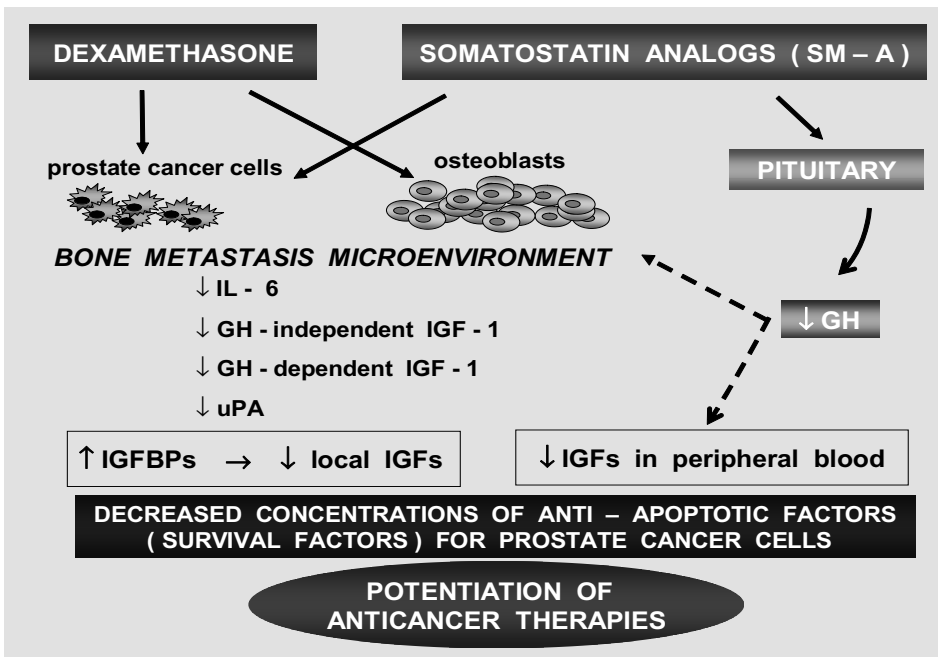 DEXAMETHASONE
SOMATOSTATIN ANALOGS ( SM – A )
prostate cancer cells
osteoblasts
PITUITARY
BONE METASTASIS MICROENVIRONMENT
↓ IL - 6
↓ GH - independent IGF - 1
↓ GH
↓ GH - dependent IGF - 1
↓ uPA
↑ IGFBPs → ↓ local IGFs
↓ IGFs in peripheral blood
DECREASED CONCENTRATIONS OF ANTI – APOPTOTIC FACTORS
( SURVIVAL FACTORS ) FOR PROSTATE CANCER CELLS
POTENTIATION OF
ANTICANCER THERAPIES